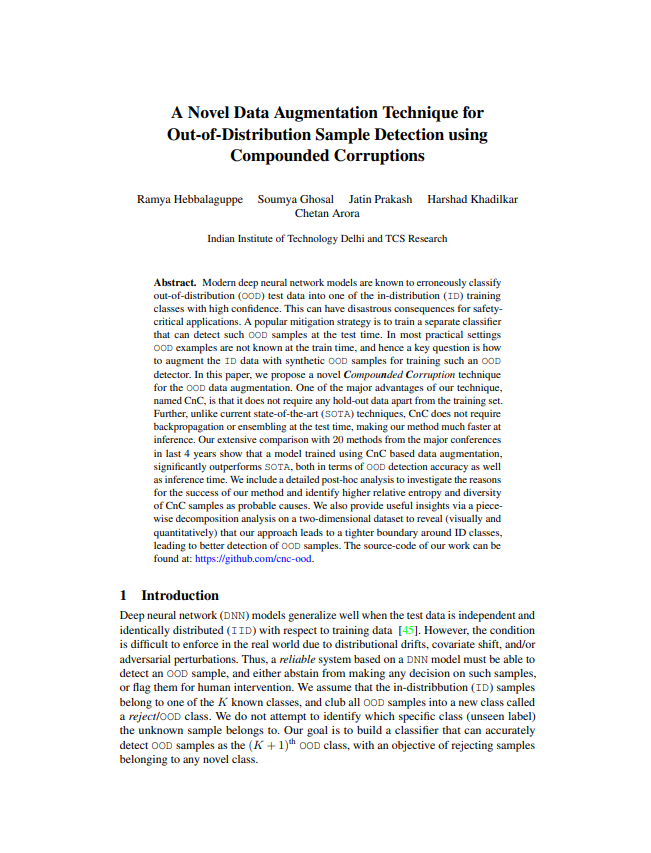 A Novel Data Augmentation Technique for
Out-of-Distribution Sample Detection using
Compounded Corruptions
Ramya Hebbalaguppe Soumya Ghosal Jatin Prakash Harshad Khadilkar
Chetan Arora
Indian Institute of Technology Delhi and TCS Research
Abstract. Modern deep neural network models are known to erroneously classify
out-of-distribution (OOD) test data into one of the in-distribution (ID) training
classes with high confidence. This can have disastrous consequences for safety-
critical applications. A popular mitigation strategy is to train a separate classifier
that can detect such OOD samples at the test time. In most practical settings
OOD examples are not known at the train time, and hence a key question is how
to augment the ID data with synthetic OOD samples for training such an OOD
detector. In this paper, we propose a novel Compounded Corruption technique
for the OOD data augmentation. One of the major advantages of our technique,
named CnC, is that it does not require any hold-out data apart from the training set.
Further, unlike current state-of-the-art (SOTA) techniques, CnC does not require
backpropagation or ensembling at the test time, making our method much faster at
inference. Our extensive comparison with 20 methods from the major conferences
in last 4 years show that a model trained using CnC based data augmentation,
significantly outperforms SOTA, both in terms of OOD detection accuracy as well
as inference time. We include a detailed post-hoc analysis to investigate the reasons
for the success of our method and identify higher relative entropy and diversity
of CnC samples as probable causes. We also provide useful insights via a piece-
wise decomposition analysis on a two-dimensional dataset to reveal (visually and
quantitatively) that our approach leads to a tighter boundary around ID classes,
leading to better detection of OOD samples. The source-code of our work can be
found at: https://github.com/cnc-ood.
1 Introduction
Deep neural network (DNN) models generalize well when the test data is independent and
identically distributed (IID) with respect to training data [45]. However, the condition
is difficult to enforce in the real world due to distributional drifts, covariate shift, and/or
adversarial perturbations. Thus, a reliable system based on a DNN model must be able to
detect an OOD sample, and either abstain from making any decision on such samples,
or flag them for human intervention. We assume that the in-distribbution (ID) samples
belong to one of the K known classes, and club all OOD samples into a new class called
a reject/OOD class. We do not attempt to identify which specific class (unseen label)
the unknown sample belongs to. Our goal is to build a classifier that can accurately
detect OOD samples as the (K + 1)th OOD class, with an objective of rejecting samples
belonging to any novel class.